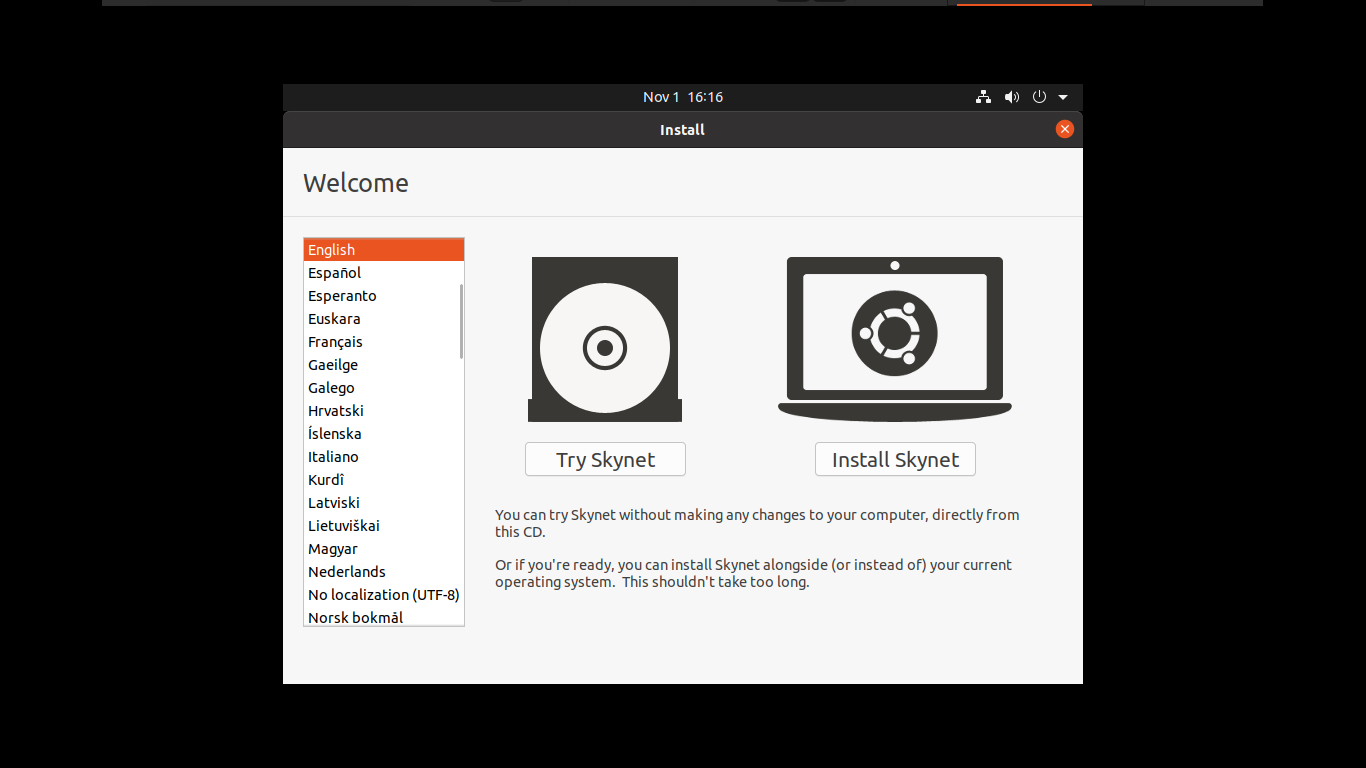 Nov 1  16:16
Install
Welcome
English
Español
Esperanto
Euskara
Français
Gaeilge
Galego
Hrvatski
Íslenska
Italiano
Kurdî
Latviski
Lietuviškai
Magyar
Nederlands
No localization (UTF-8)
Norsk bokmål
Try Skynet
Install Skynet
You can try Skynet without making any changes to your computer, directly from
this CD.
Or if you're ready, you can install Skynet alongside (or instead of) your current
operating system.  This shouldn't take too long.